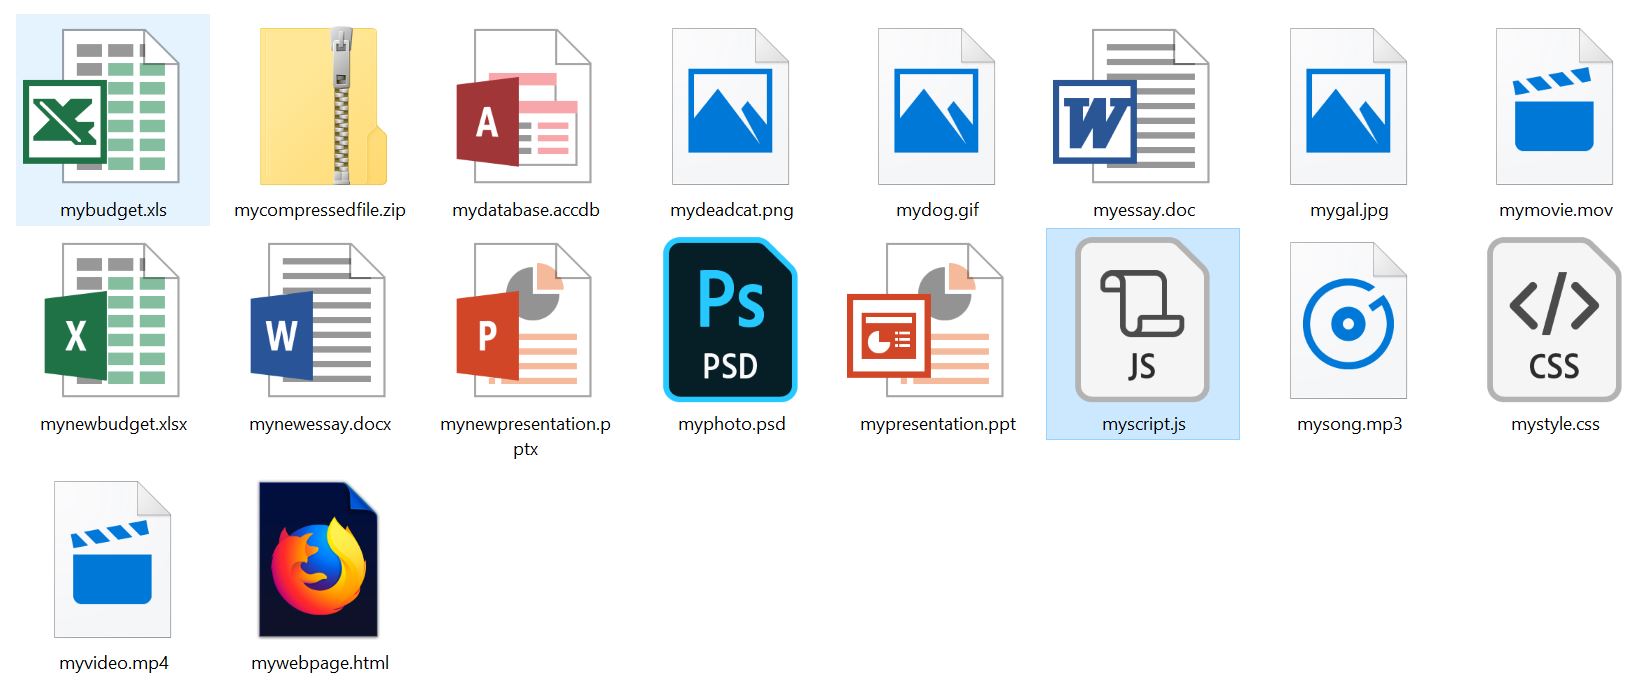 X
A
W
mybudget.xls
mycompressedfile.zip
mydatabase.accdb
mydeadcat.png
mydog.gif
myessay.doc
mygal.jpg
mymovie.mov
X
W
P
Ps
PSD
JS
</>
CSS
mynewbudget.xlsx
mynewessay.docx
mynewpresentation.p
ptx
myphoto.psd
mypresentation.ppt
myscript.js
mysong.mp3
mystyle.css
myvideo.mp4
mywebpage.html